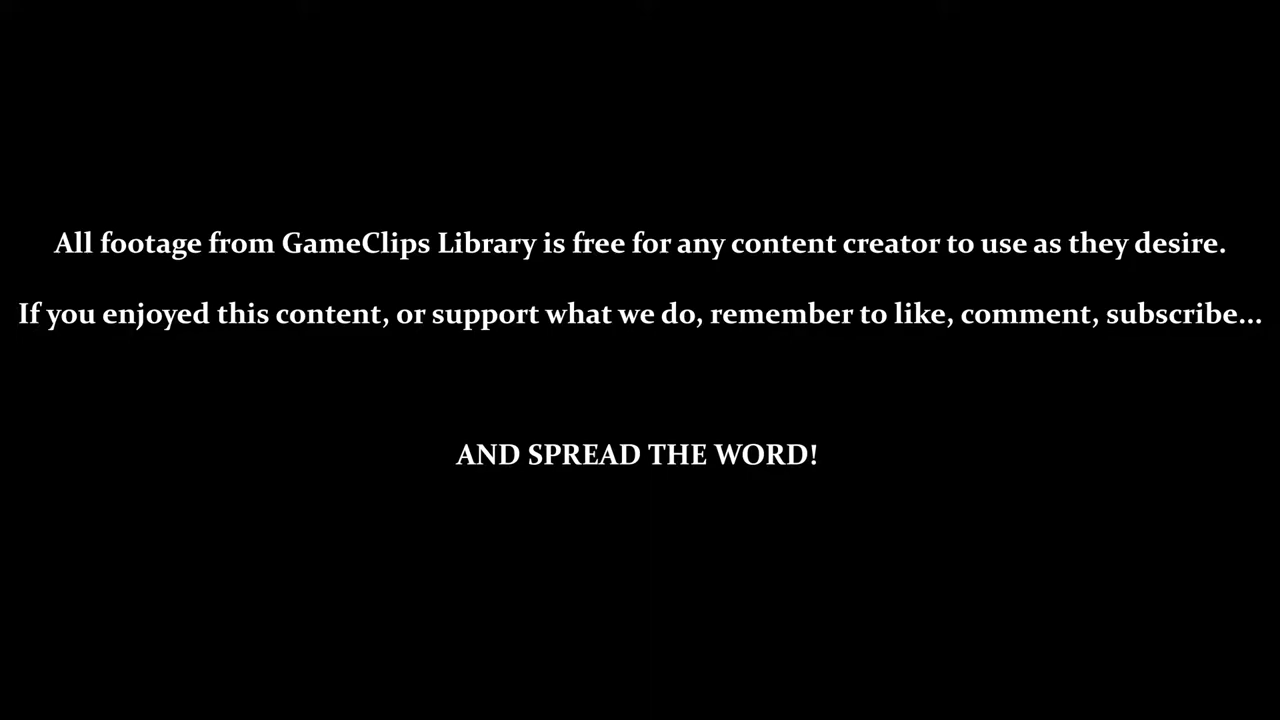 All footage from GameClips Library is free for any content creator to use as they desire.
If you enjoyed this content, or support what we do, remember to like, comment, subscribe...
AND SPREAD THE WORD!